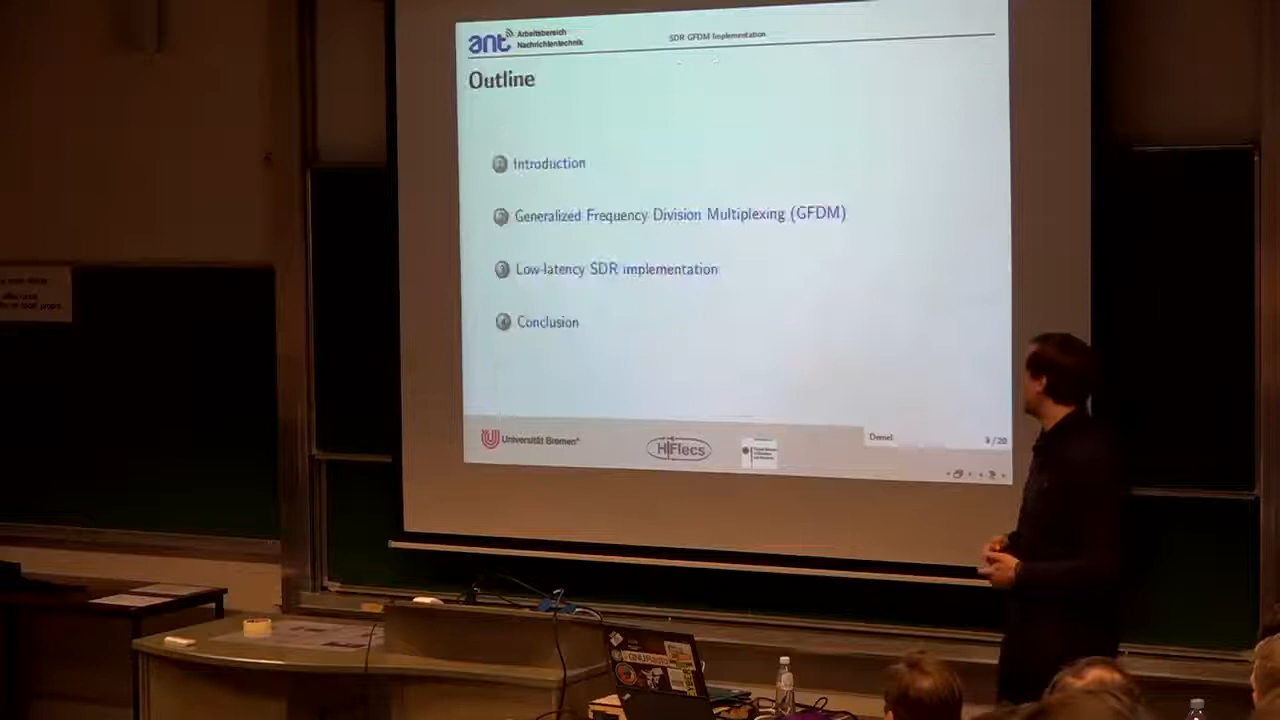 ant
Arbeitsbereich
Nachrichtentechnik
SDR GFDM Implementation
Outline
1 Introduction
2 Generalized Frequency Division Multiplexing (GFDM)
3 Low-latency SDR implementation
4 Conclusion
Universität Bremen
HiFlecs
Demel
3 / 20